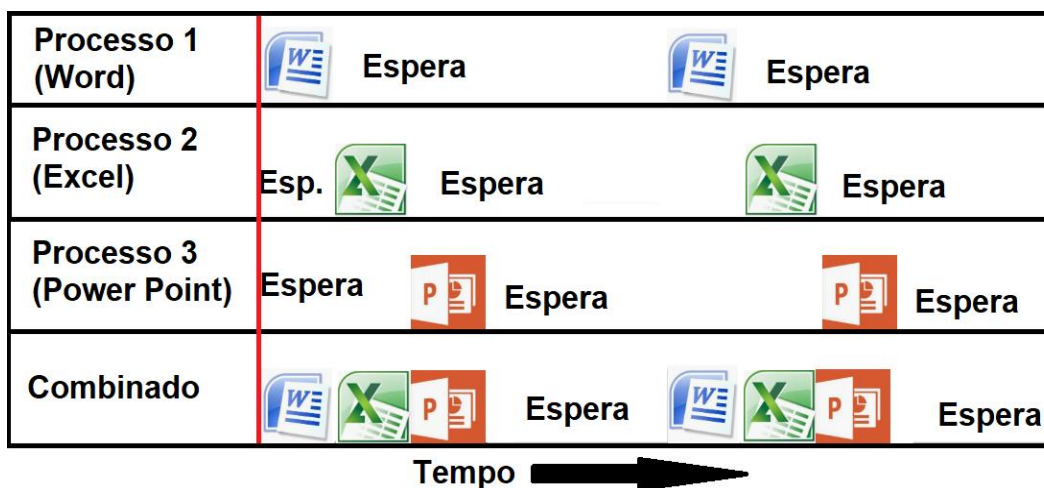 Processo 1
(Word)
Espera
Espera
Processo 2
(Excel)
Esp.
Espera
Espera
Processo 3
(Power Point)
Espera
Espera
Espera
Combinado
Espera
Espera
Tempo